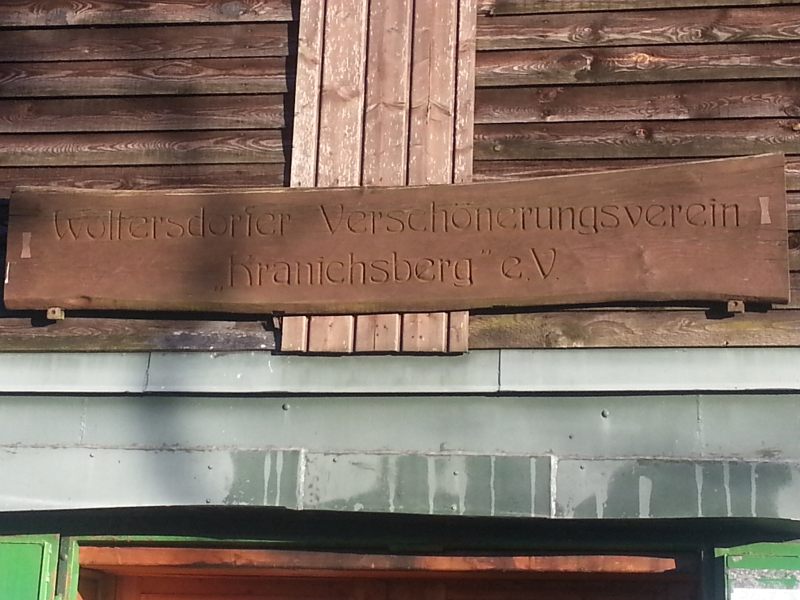 Woltersdorfer Verschönerungsverein
„Kranichsberg“ e.V.